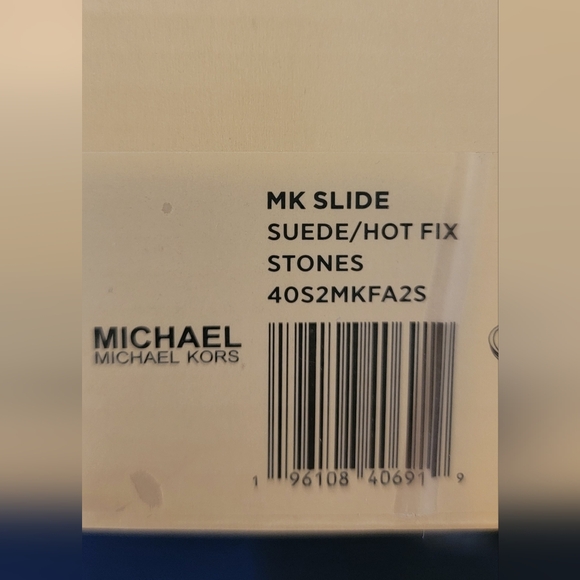 MK SLIDE
SUEDE/HOT FIX
STONES
40S2MKFA2S
MICHAEL
MICHAEL KORS
1 96108 40691 9